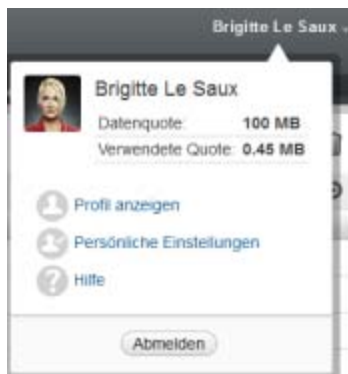 Brigitte Le Saux
Brigitte Le Saux
Datenquote: 100 MB
Verwendete Quote: 0,45 MB
Profil anzeigen
Persönliche Einstellungen
Hilfe
Abmelden